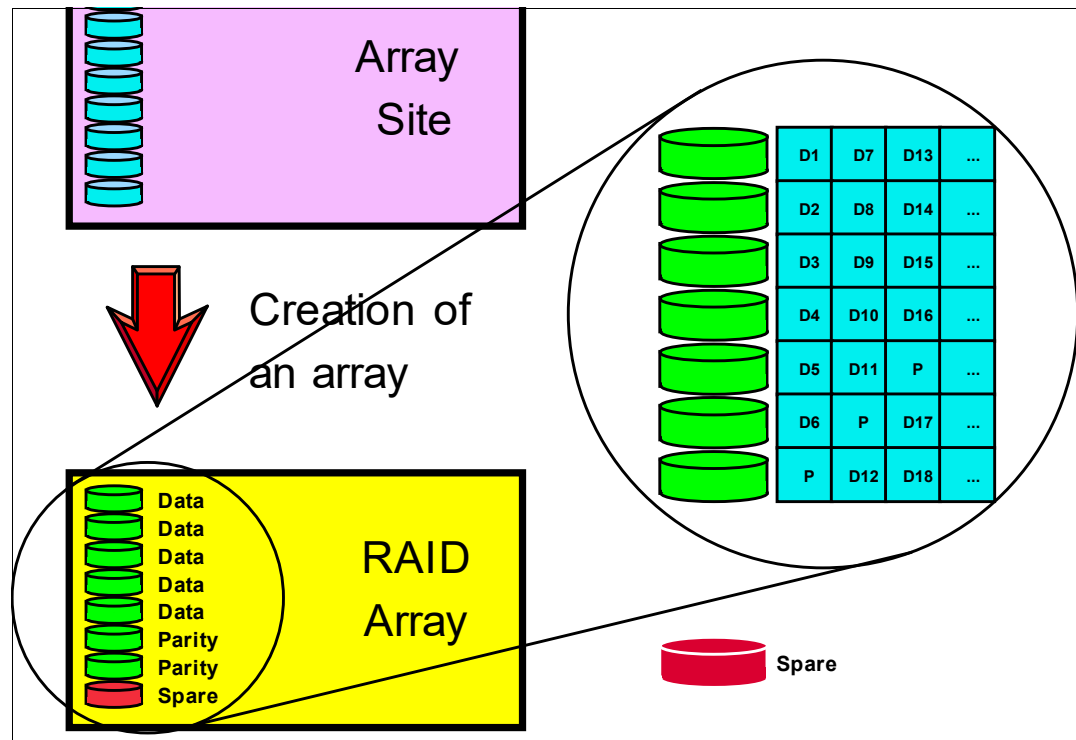 Array
Site
Creation of
an array
D1 D7 D13 ...
D2 D8 D14 ...
D3 D9 D15 ...
D4 D10 D16 ...
D5 D11 P ...
D6 P D17 ...
P D12 D18 ...
Data
Data
Data
Data
Data
Parity
Parity
Spare
RAID
Array
Spare